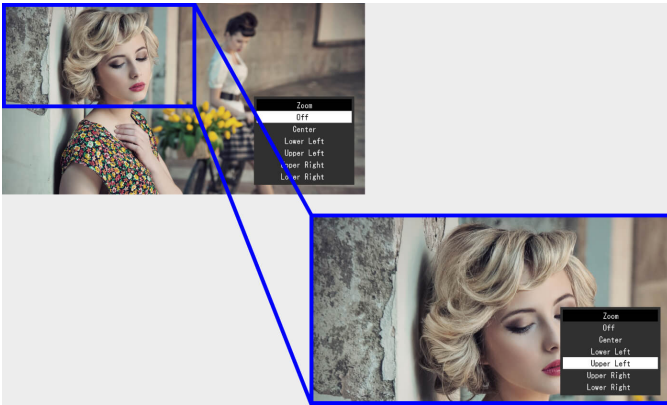 Zoom
Off
Center
Lower Left
Upper Left
Upper Right
Lower Right
Zoom
Off
Center
Lower Left
Upper Left
Upper Right
Lower Right